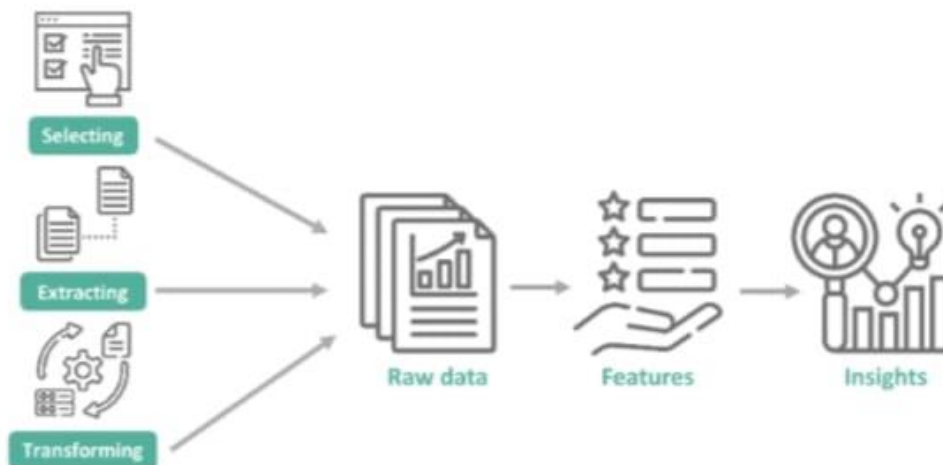 Selecting
Extracting
Transforming
Raw data
Features
Insights